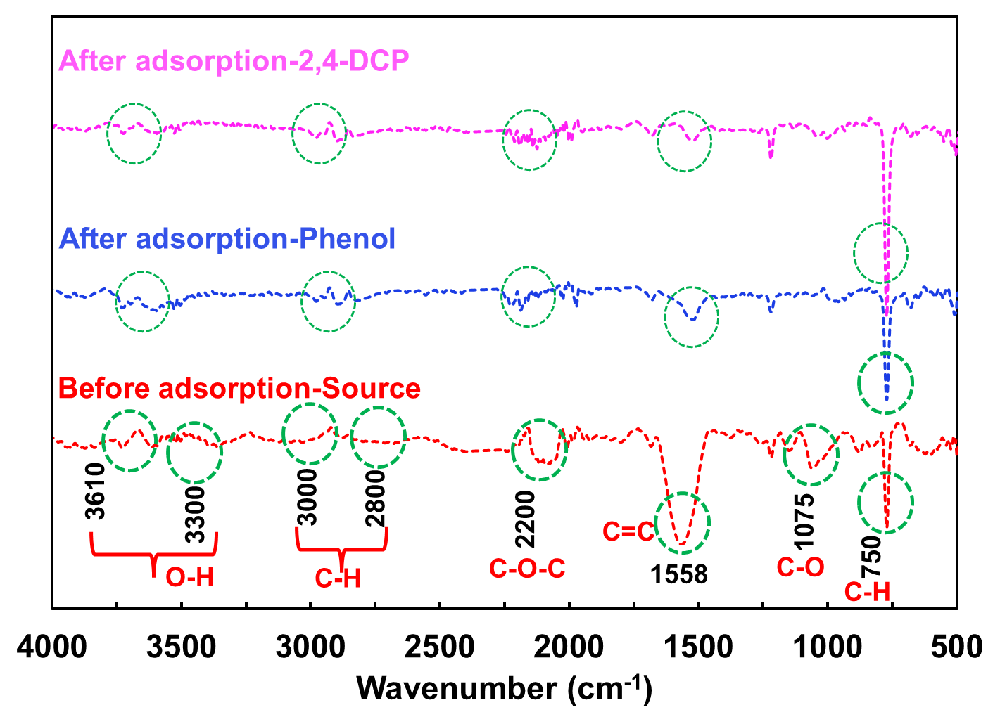 After adsorption-2,4-DCP
After adsorption-Phenol
Before adsorption-Source
3610
3300
3000
2800
2200
1558
1075
750
O-H
C-H
C-O-C
C=C
C-O
C-H
4000 3500 3000 2500 2000 1500 1000 500
Wavenumber (cm⁻¹)